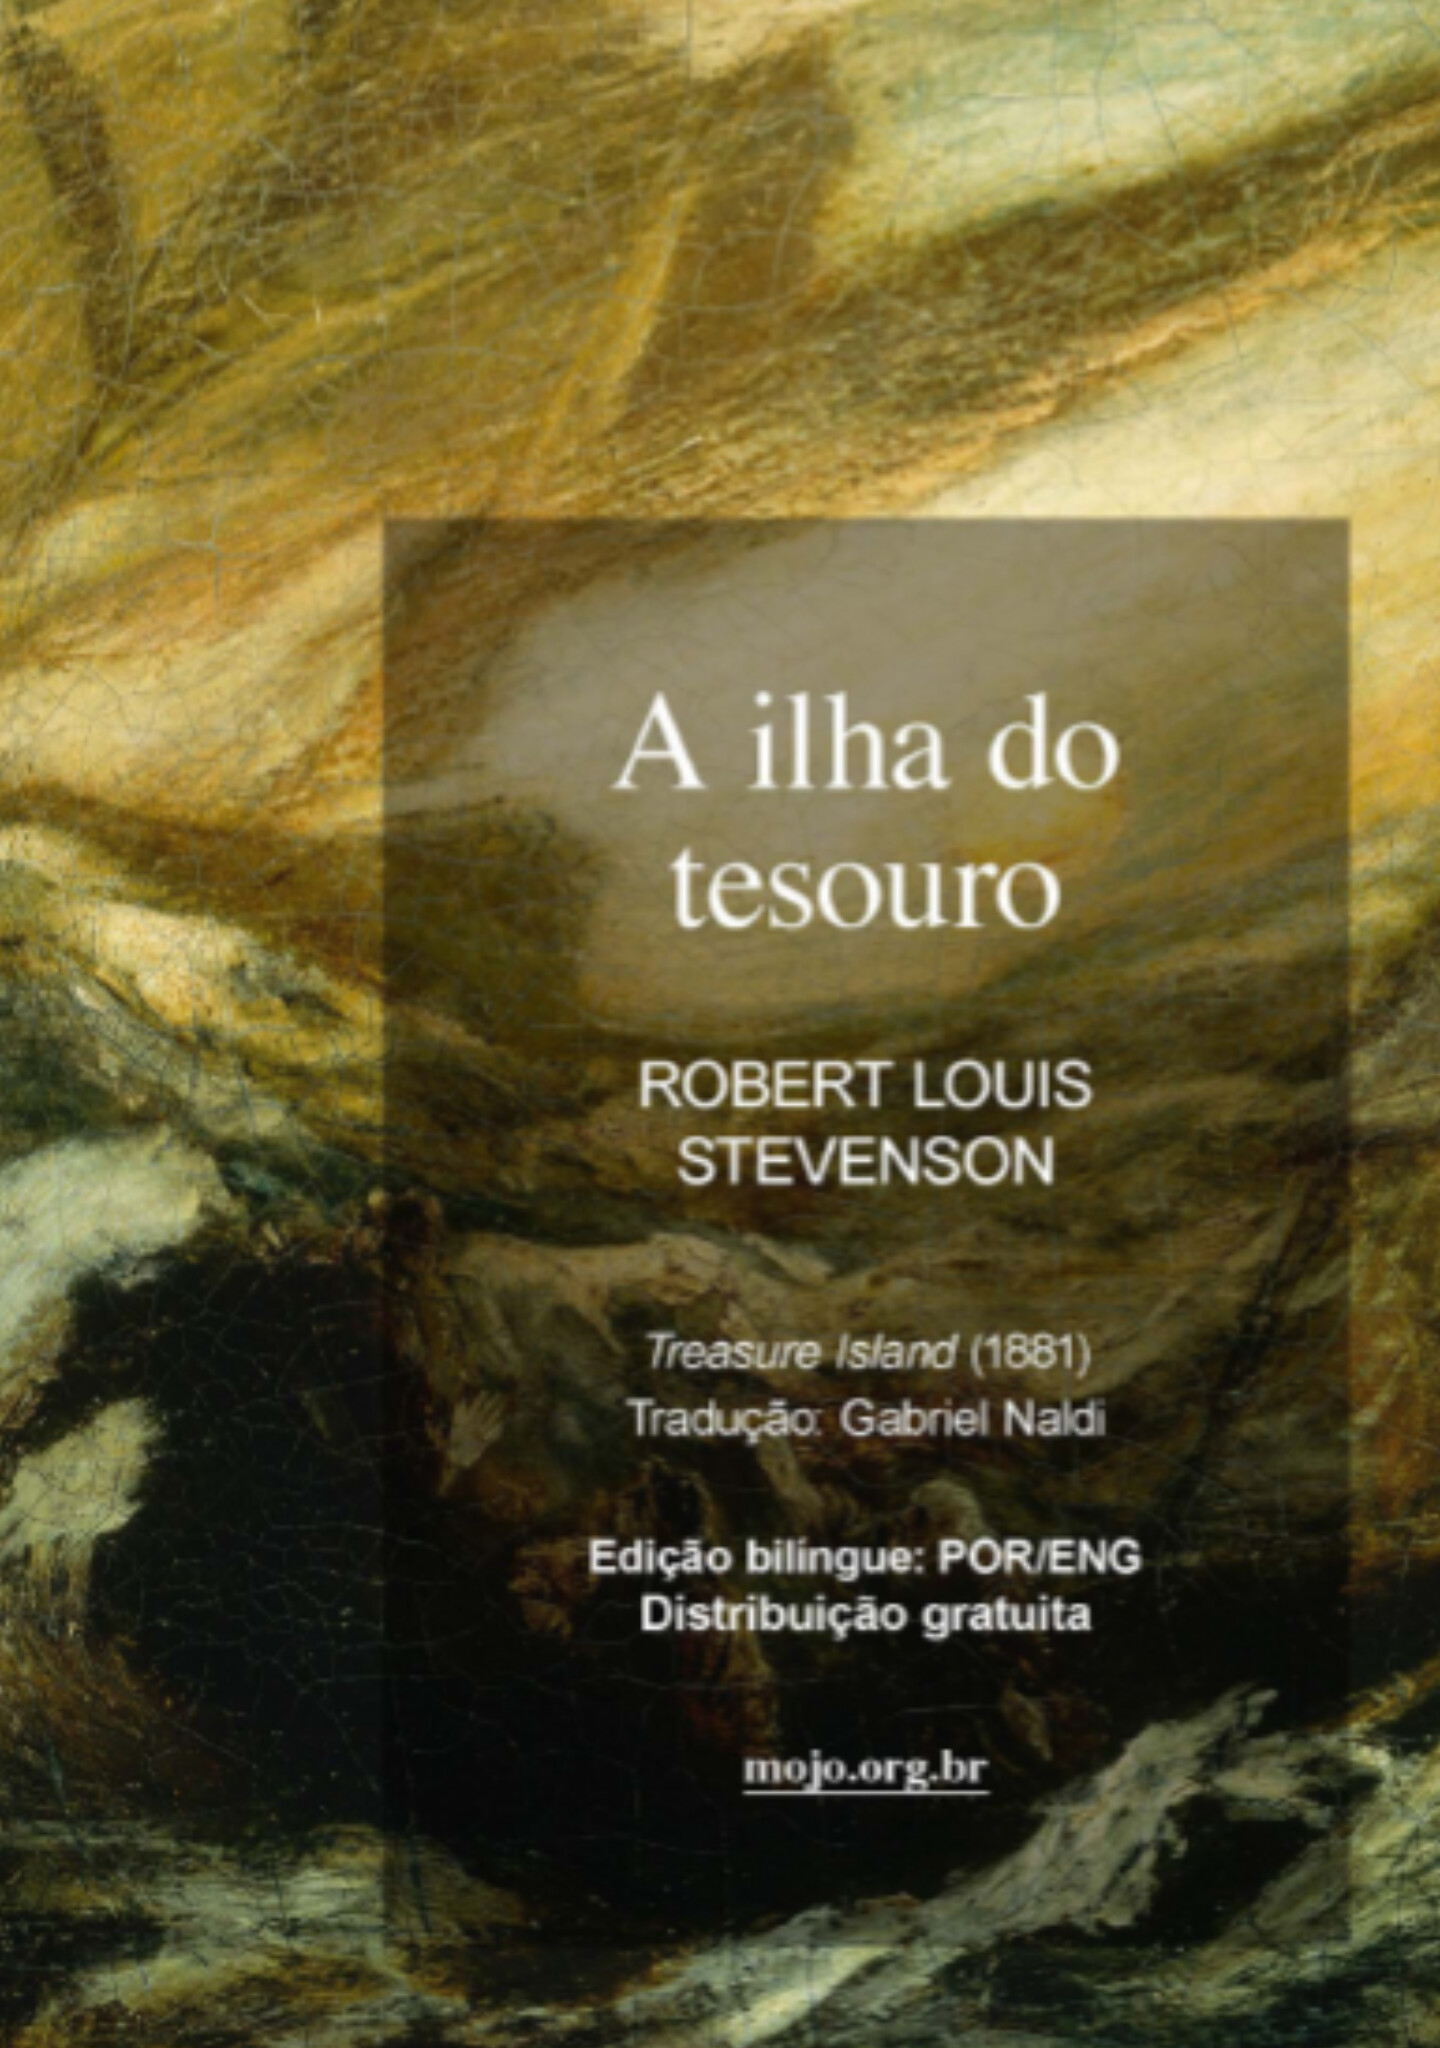 A ilha do
tesouro
ROBERT LOUIS
STEVENSON
Treasure Island (1881)
Tradução: Gabriel Naldi
Edição bilíngue: POR/ENG
Distribuição gratuita
mojo.org.br